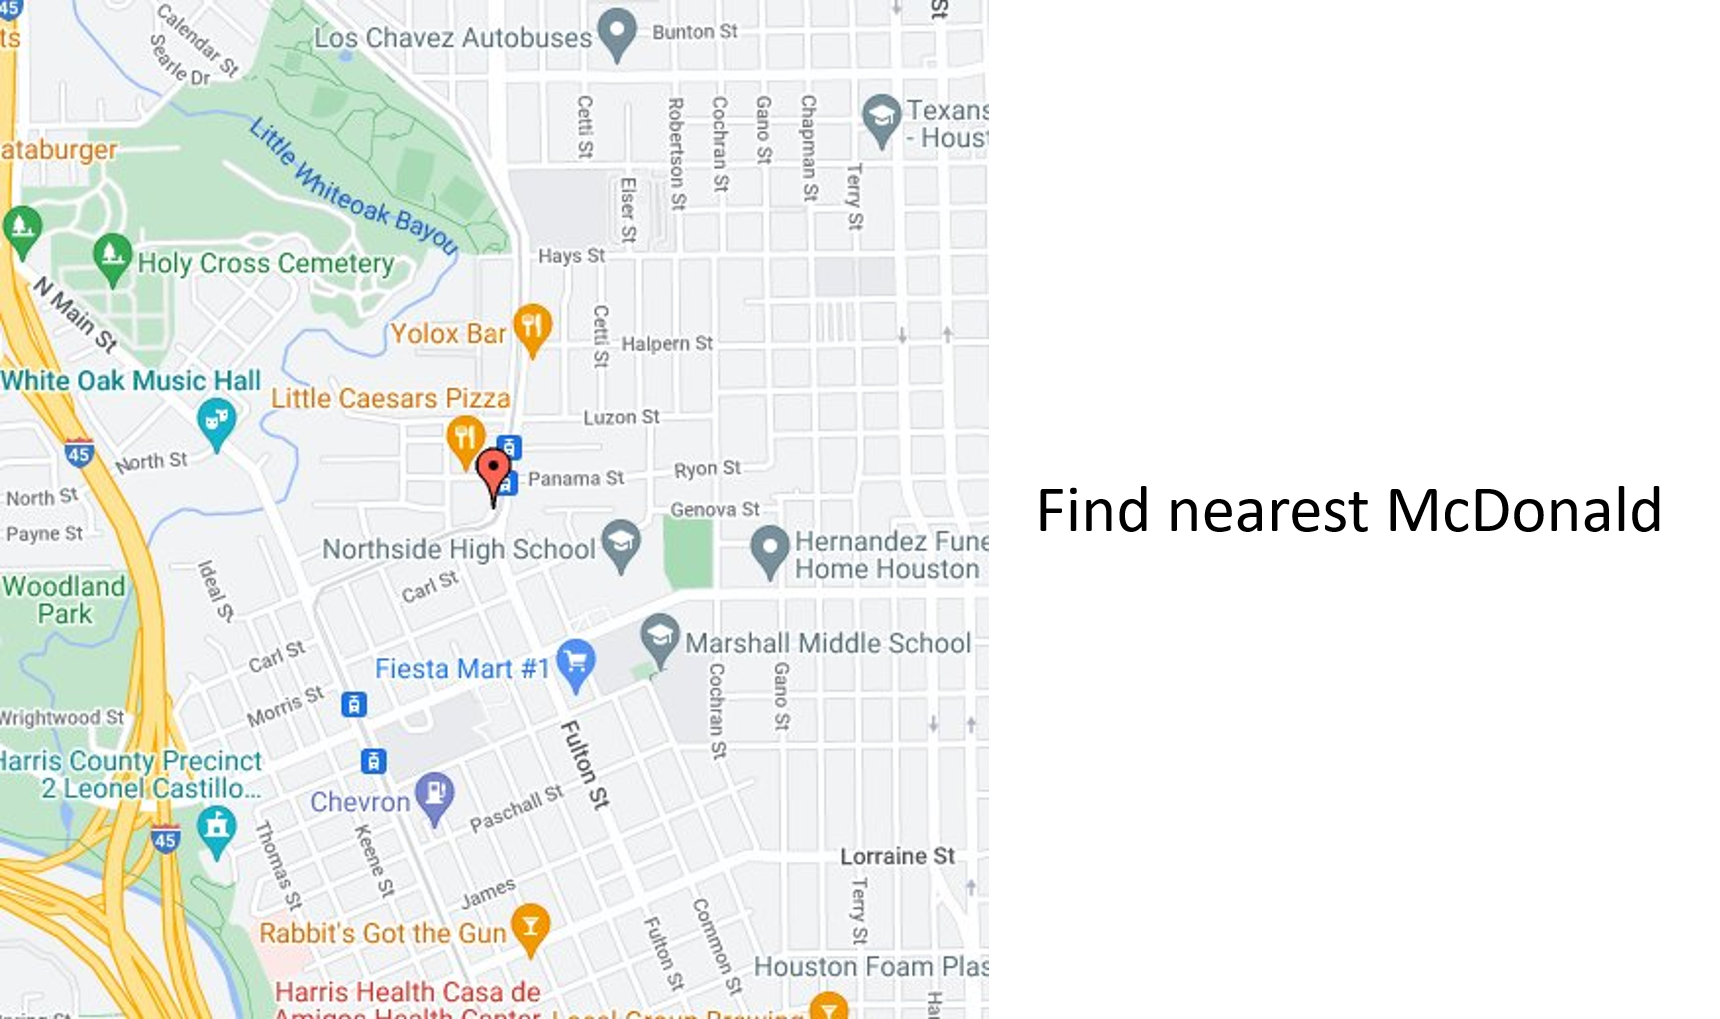 45
ts
Calendar St
Searle Dr
Los Chavez Autobuses
Bunton St
St
Cetti St
Robertson St
Cochran St
Gano St
Chapman St
Terry St
Texans
- Houst
ataburger
Little Whiteoak Bayou
Elser St
Holy Cross Cemetery
Hays St
N Main St
Yolox Bar
Cetti St
Halpern St
White Oak Music Hall
Little Caesars Pizza
Luzon St
45
North St
Panama St
Ryon St
North St
Payne St
Genova St
Find nearest McDonald
Northside High School
Hernandez Fune
Home Houston
Ideal St
Carl St
Woodland
Park
Marshall Middle School
Carl St
Fiesta Mart #1
Cochran St
Gano St
Morris St
Wrightwood St
Fulton St
Harris County Precinct
2 Leonel Castillo...
Chevron
Paschall St
45
Thomas St
Keene St
Lorraine St
James
Terry St
Rabbit's Got the Gun
Fulton St
Common St
Houston Foam Plas
Harris Health Casa de
Amigos Health Center
Local Group Brewing
Har